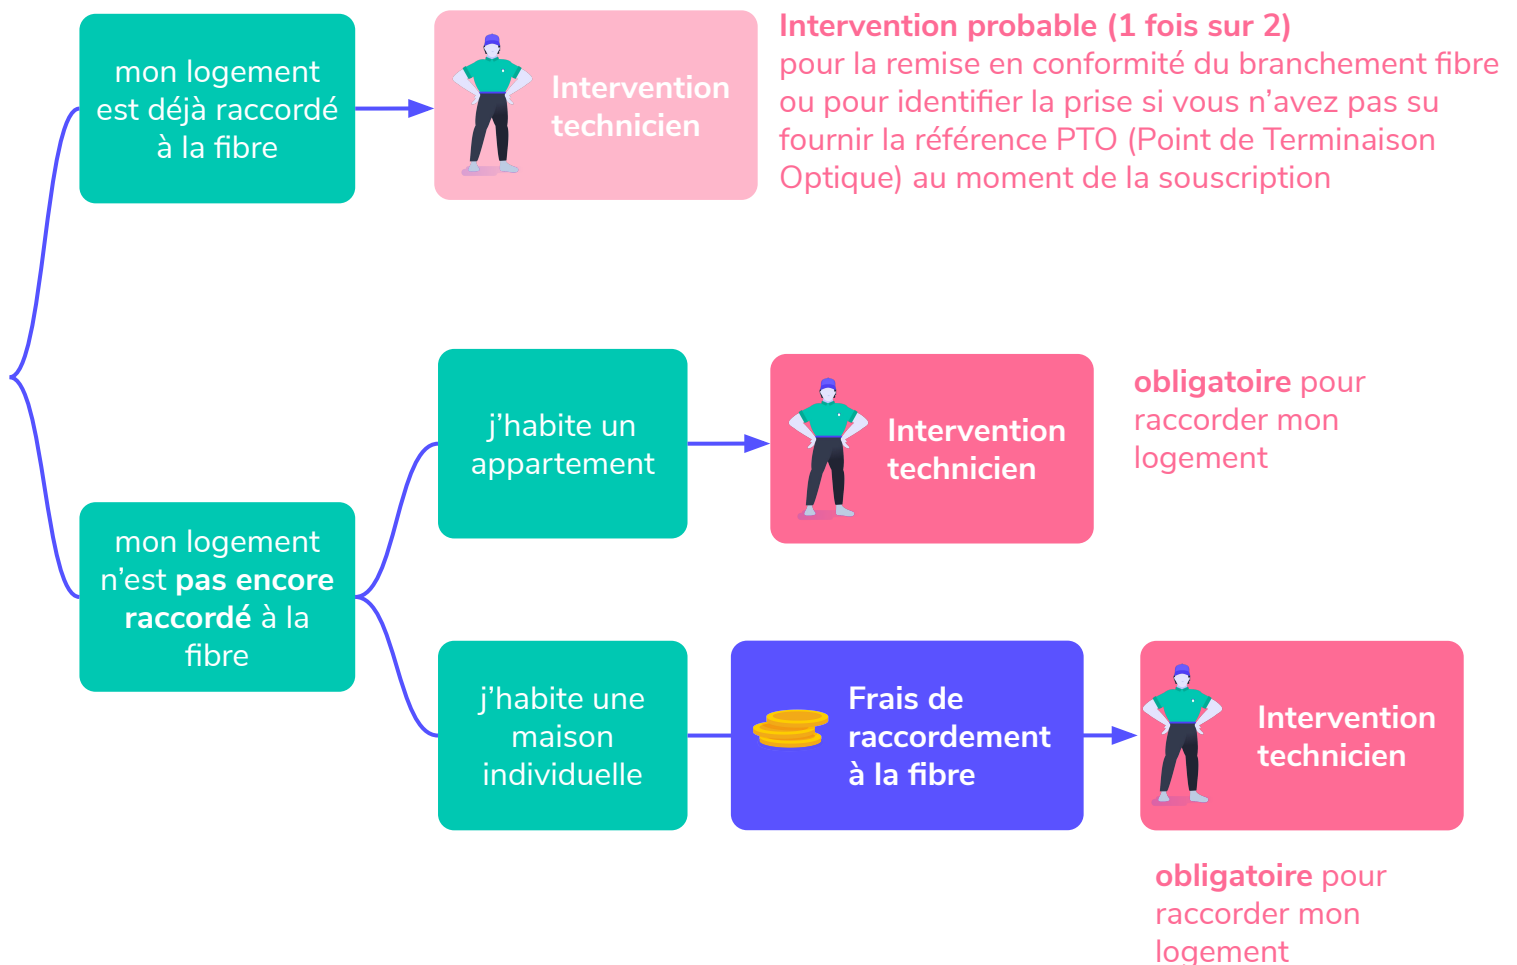 mon logement
est déjà raccordé
à la fibre
Intervention
technicien
Intervention probable (1 fois sur 2)
pour la remise en conformité du branchement fibre
ou pour identifier la prise si vous n’avez pas su
fournir la référence PTO (Point de Terminaison
Optique) au moment de la souscription
j’habite un
appartement
Intervention
technicien
obligatoire pour
raccorder mon
logement
mon logement
n’est pas encore
raccordé à la
fibre
j’habite une
maison
individuelle
Frais de
raccordement
à la fibre
Intervention
technicien
obligatoire pour
raccorder mon
logement